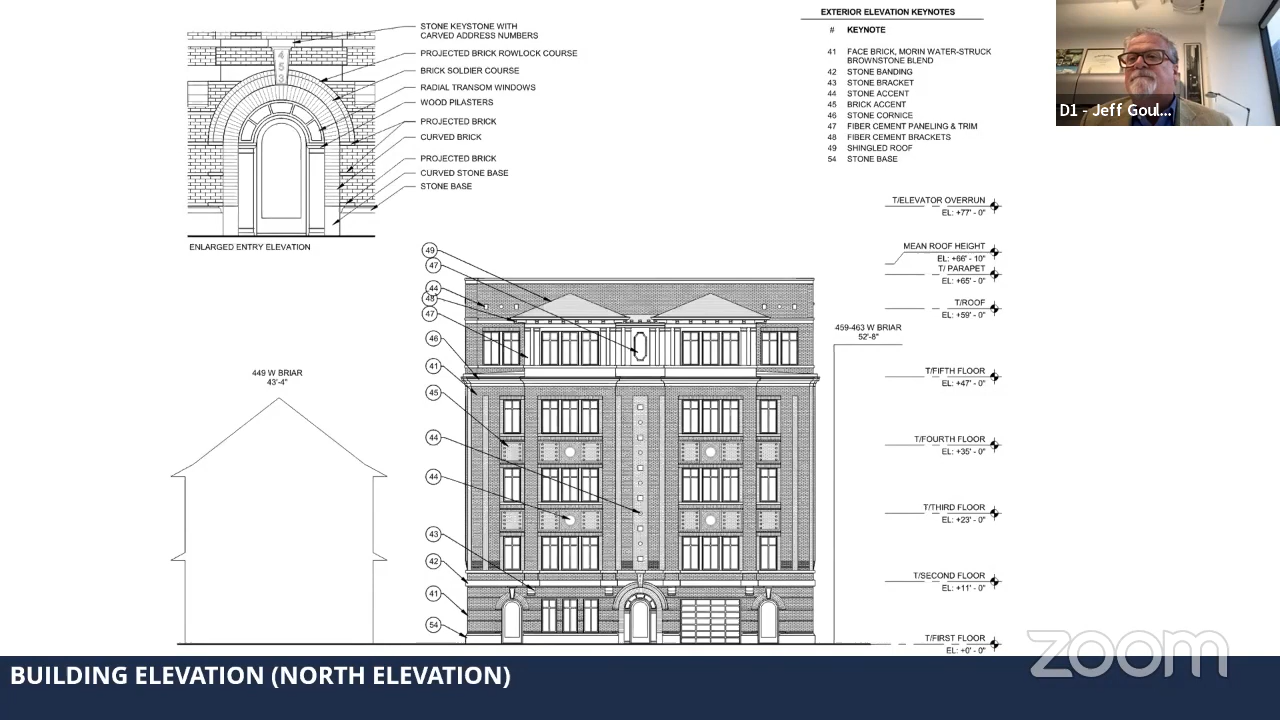 STONE KEYSTONE WITH
CARVED ADDRESS NUMBERS
PROJECTED BRICK ROWLOCK COURSE
BRICK SOLDIER COURSE
RADIAL TRANSOM WINDOWS
WOOD PILASTERS
PROJECTED BRICK
CURVED BRICK
PROJECTED BRICK
CURVED STONE BASE
STONE BASE
4
5
3
ENLARGED ENTRY ELEVATION
EXTERIOR ELEVATION KEYNOTES
# KEYNOTE
41 FACE BRICK, MORIN WATER-STRUCK
BROWNSTONE BLEND
42 STONE BANDING
43 STONE BRACKET
44 STONE ACCENT
45 BRICK ACCENT
46 STONE CORNICE
47 FIBER CEMENT PANELING & TRIM
48 FIBER CEMENT BRACKETS
49 SHINGLED ROOF
54 STONE BASE
D1 - Jeff Goul...
T/ELEVATOR OVERRUN
EL: +77' - 0"
MEAN ROOF HEIGHT
EL: +66' - 10"
T/ PARAPET
EL: +65' - 0"
T/ROOF
EL: +59' - 0"
459-463 W BRIAR
52'-8"
T/FIFTH FLOOR
EL: +47' - 0"
T/FOURTH FLOOR
EL: +35' - 0"
T/THIRD FLOOR
EL: +23' - 0"
T/SECOND FLOOR
EL: +11' - 0"
T/FIRST FLOOR
EL: +0' - 0"
449 W BRIAR
43'-4"
49
47
44
48
47
46
41
45
44
44
43
42
41
54
zoom
BUILDING ELEVATION (NORTH ELEVATION)